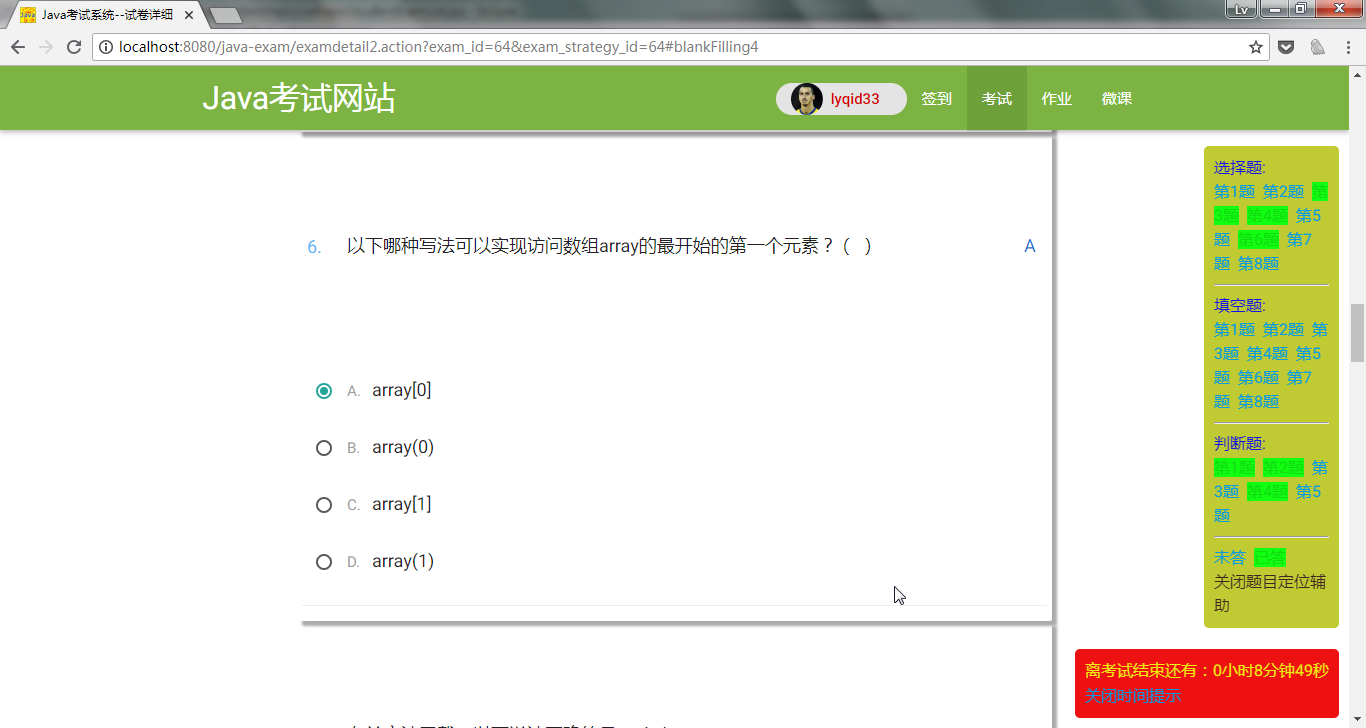 Java考试系统--试卷详细
Lv
localhost:8080/java-exam/examdetail2.action?exam_id=64&exam_strategy_id=64#blankFilling4
Java考试网站
lyqid33
签到
考试
作业
微课
6.
以下哪种写法可以实现访问数组array的最开始的第一个元素？（ ）
A
A. array[0]
B. array(0)
C. array[1]
D. array(1)
选择题:
第1题 第2题 第
3题 第4题 第5
题 第6题 第7
题 第8题
填空题:
第1题 第2题 第
3题 第4题 第5
题 第6题 第7
题 第8题
判断题:
第1题 第2题 第
3题 第4题 第5
题
未答 已答
关闭题目定位辅
助
离考试结束还有：0小时8分钟49秒
关闭时间提示